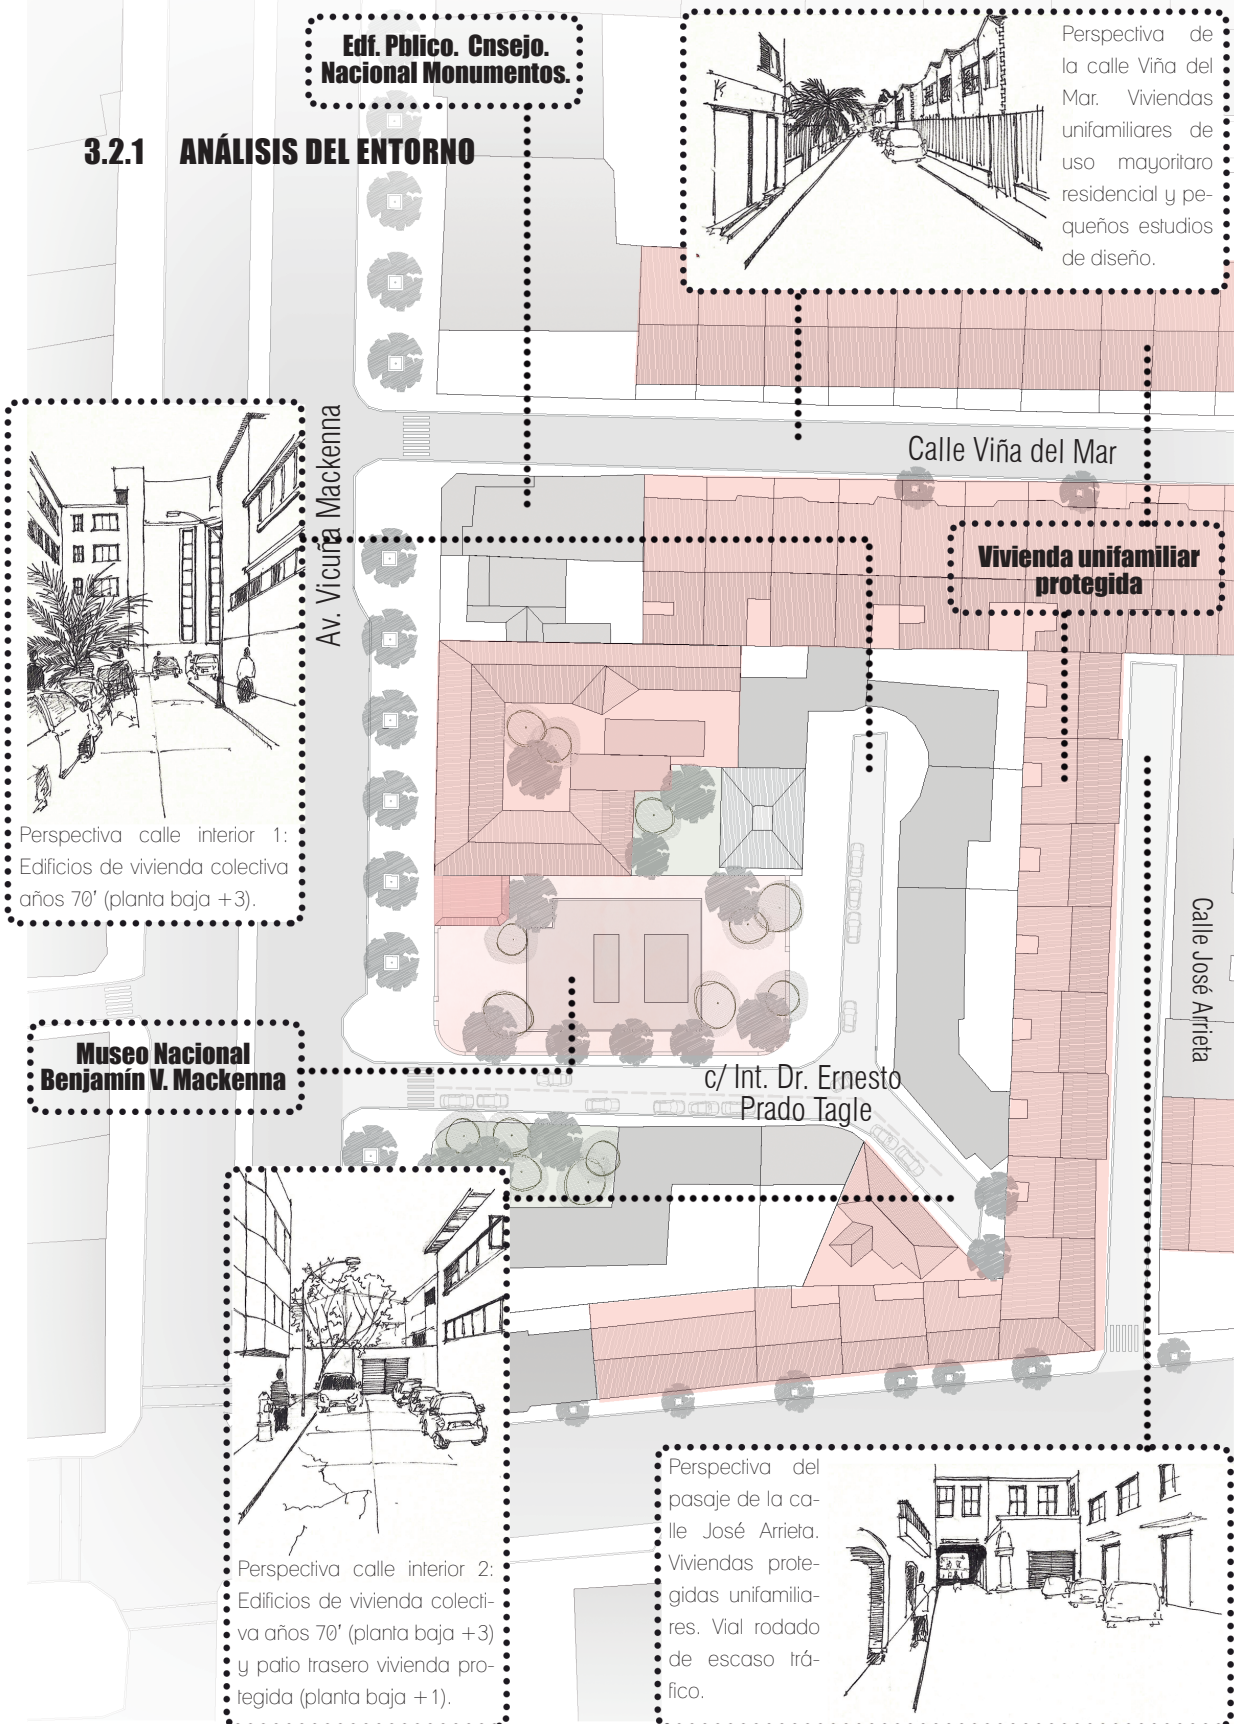 Edf. Pblico. Cnsejo.
Nacional Monumentos.
3.2.1 ANÁLISIS DEL ENTORNO
Perspectiva de
la calle Viña del
Mar. Viviendas
unifamiliares de
uso mayoritaro
residencial y pe-
queños estudios
de diseño.
Av. Vicuña Mackenna
Calle Viña del Mar
Vivienda unifamiliar
protegida
Perspectiva calle interior 1:
Edificios de vivienda colectiva
años 70' (planta baja +3).
Calle José Arrieta
Museo Nacional
Benjamín V. Mackenna
c/ Int. Dr. Ernesto
Prado Tagle
Perspectiva calle interior 2:
Edificios de vivienda colecti-
va años 70' (planta baja +3)
y patio trasero vivienda pro-
tegida (planta baja +1).
Perspectiva del
pasaje de la ca-
lle José Arrieta.
Viviendas prote-
gidas unifamilia-
res. Vial rodado
de escaso trá-
fico.